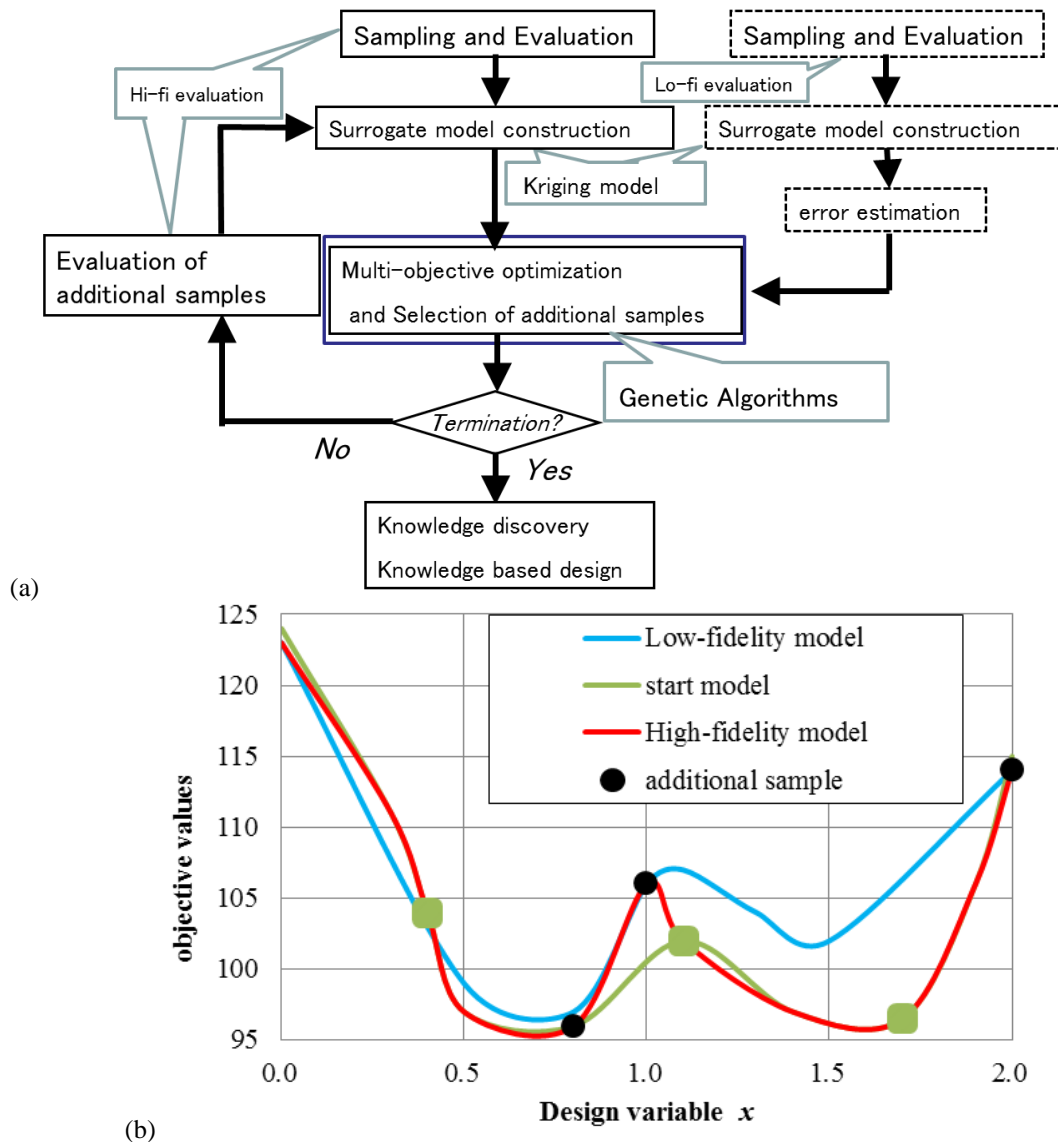 Sampling and Evaluation
Sampling and Evaluation
Hi-fi evaluation
Lo-fi evaluation
Surrogate model construction
Surrogate model construction
Kriging model
error estimation
Evaluation of
additional samples
Multi-objective optimization
and Selection of additional samples
Genetic Algorithms
Termination?
No
Yes
Knowledge discovery
Knowledge based design
(a)
125
120
115
110
105
100
95
objective values
Low-fidelity model
start model
High-fidelity model
additional sample
0.0
0.5
1.0
1.5
2.0
Design variable x
(b)